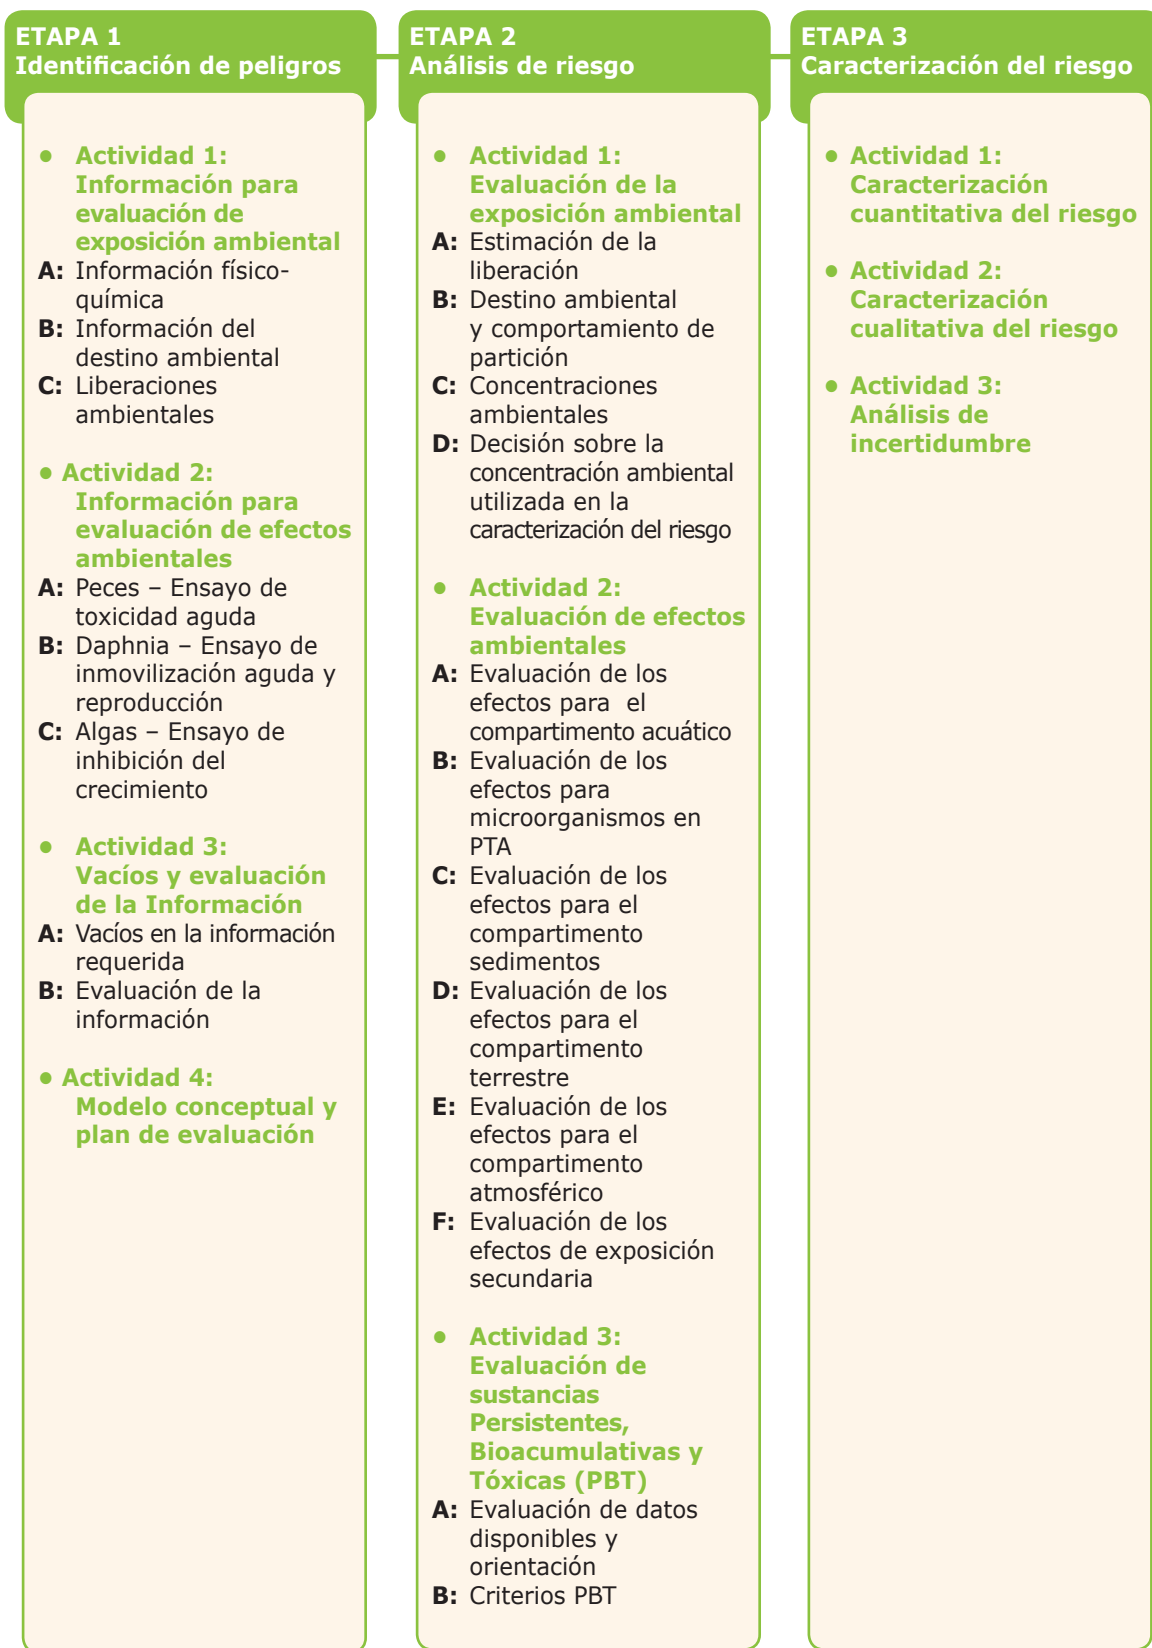 ETAPA 1
Identificación de peligros
• Actividad 1:
Información para
evaluación de
exposición ambiental
A: Información físico-
química
B: Información del
destino ambiental
C: Liberaciones
ambientales
• Actividad 2:
Información para
evaluación de efectos
ambientales
A: Peces – Ensayo de
toxicidad aguda
B: Daphnia – Ensayo de
inmovilización aguda y
reproducción
C: Algas – Ensayo de
inhibición del
crecimiento
• Actividad 3:
Vacíos y evaluación
de la Información
A: Vacíos en la información
requerida
B: Evaluación de la
información
• Actividad 4:
Modelo conceptual y
plan de evaluación
ETAPA 2
Análisis de riesgo
• Actividad 1:
Evaluación de la
exposición ambiental
A: Estimación de la
liberación
B: Destino ambiental
y comportamiento de
partición
C: Concentraciones
ambientales
D: Decisión sobre la
concentración ambiental
utilizada en la
caracterización del riesgo
• Actividad 2:
Evaluación de efectos
ambientales
A: Evaluación de los
efectos para el
compartimento acuático
B: Evaluación de los
efectos para
microorganismos en
PTA
C: Evaluación de los
efectos para el
compartimento
sedimentos
D: Evaluación de los
efectos para el
compartimento
terrestre
E: Evaluación de los
efectos para el
compartimento
atmosférico
F: Evaluación de los
efectos de exposición
secundaria
• Actividad 3:
Evaluación de
sustancias
Persistentes,
Bioacumulativas y
Tóxicas (PBT)
A: Evaluación de datos
disponibles y
orientación
B: Criterios PBT
ETAPA 3
Caracterización del riesgo
• Actividad 1:
Caracterización
cuantitativa del riesgo
• Actividad 2:
Caracterización
cualitativa del riesgo
• Actividad 3:
Análisis de
incertidumbre